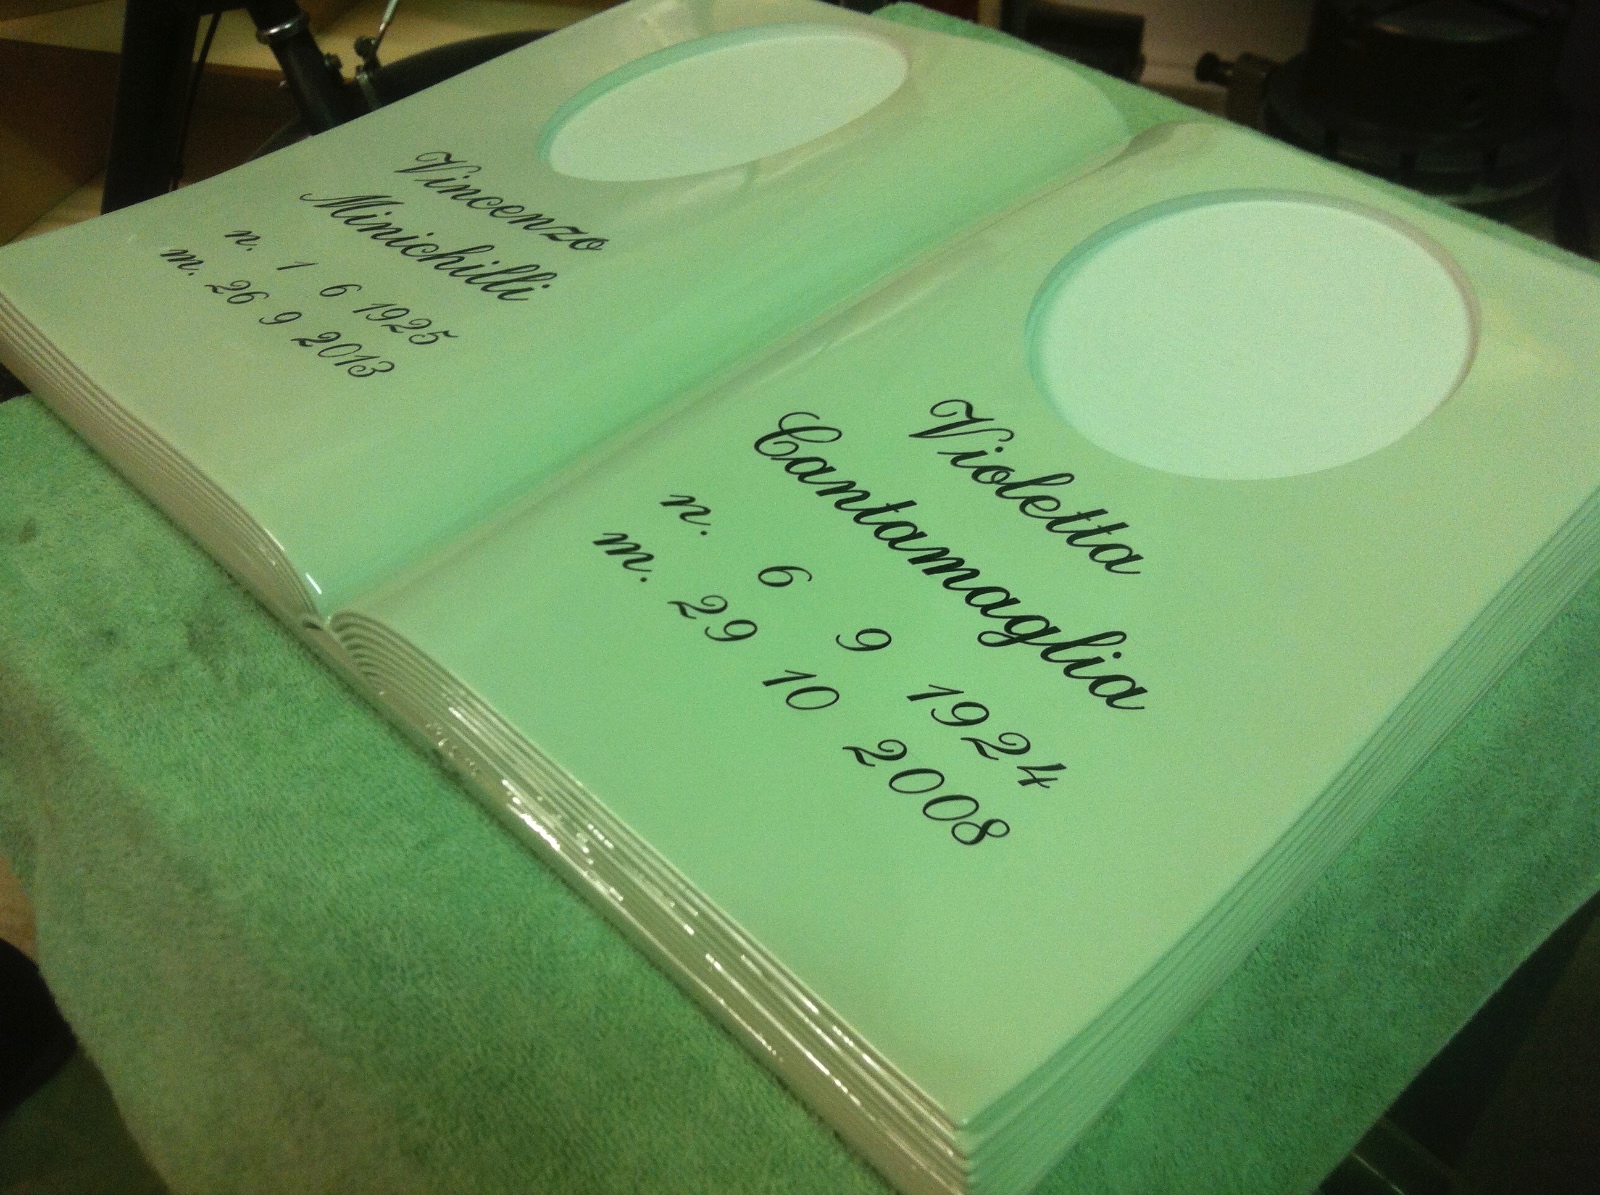 Vincenzo
Minichilli
n. 1 6 1925
m. 26 9 2013
Violetta
Cantamaglia
n. 6 9 1924
m. 29 10 2008